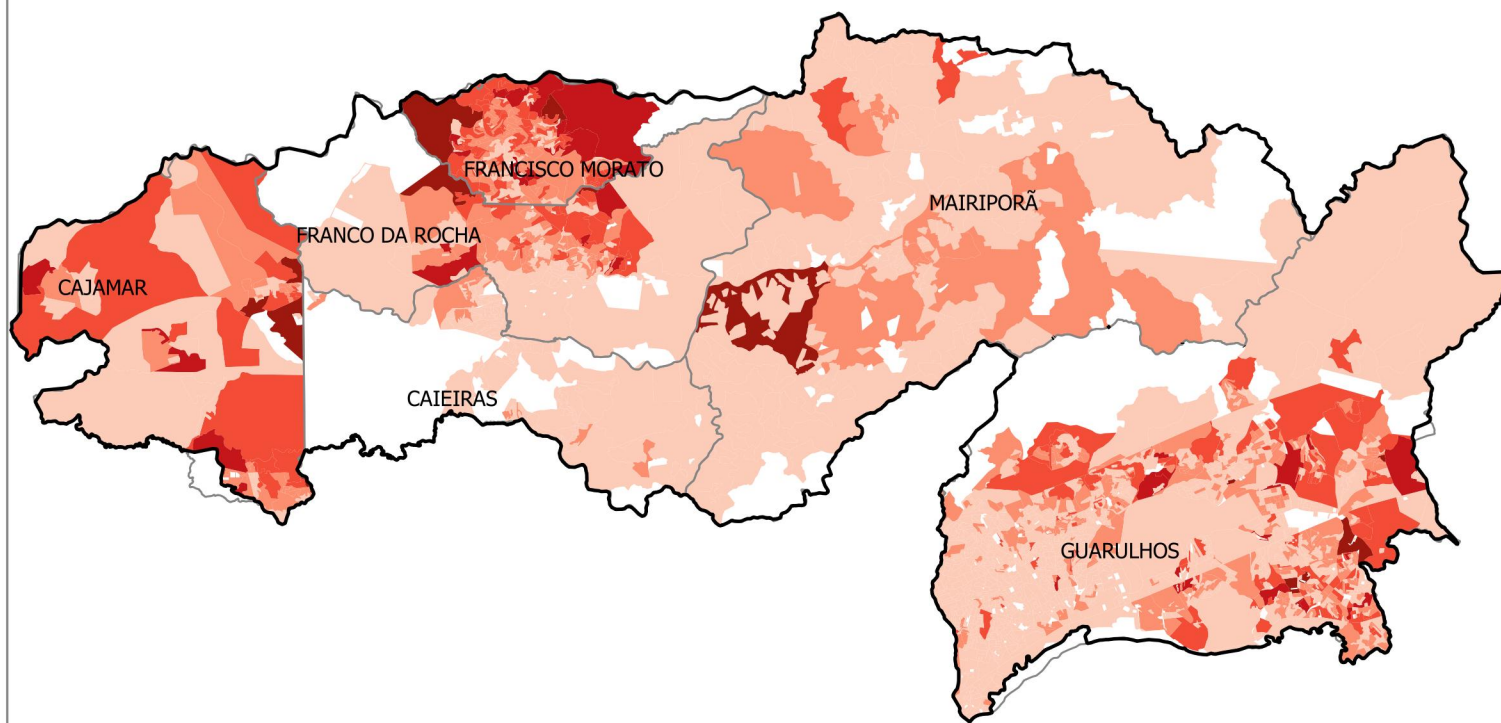 FRANCISCO MORATO
MAIRIPORÃ
FRANCO DA ROCHA
CAJAMAR
CAIEIRAS
GUARULHOS